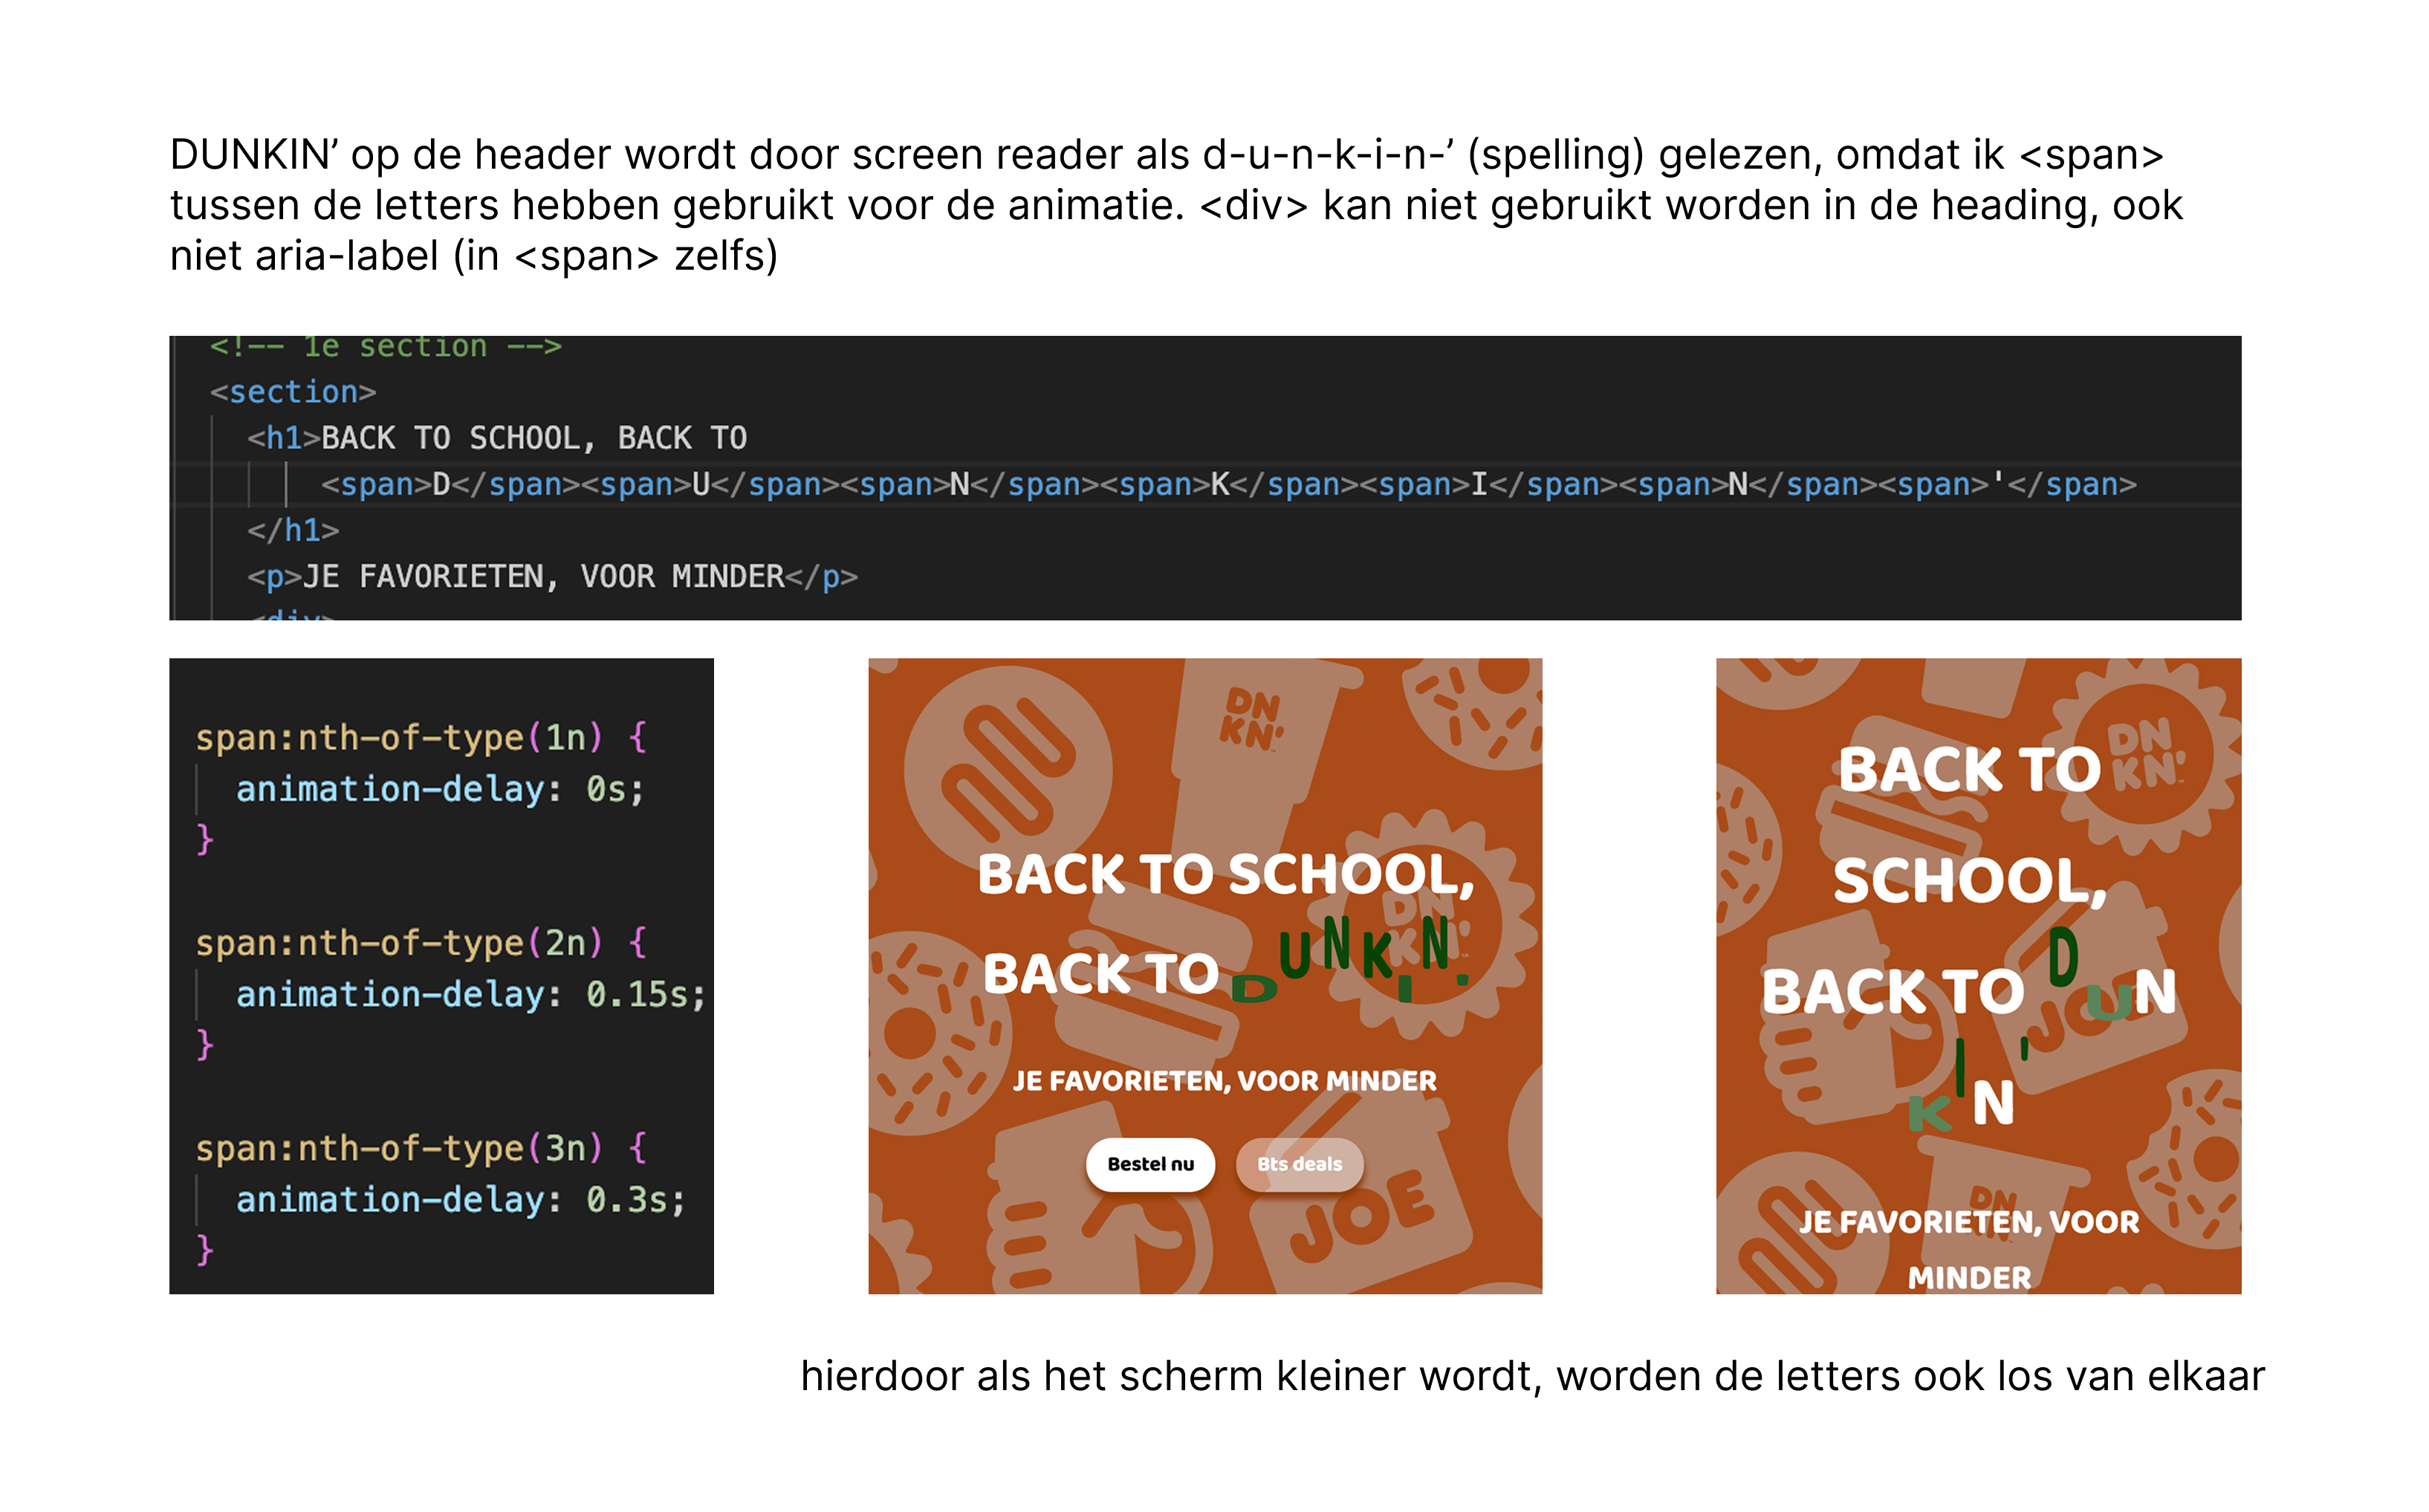 DUNKIN’ op de header wordt door screen reader als d-u-n-k-i-n-’ (spelling) gelezen, omdat ik <span>
tussen de letters hebben gebruikt voor de animatie. <div> kan niet gebruikt worden in de heading, ook
niet aria-label (in <span> zelfs)
<!-- 1e section -->
<section>
<h1>BACK TO SCHOOL, BACK TO
<span>D</span><span>U</span><span>N</span><span>K</span><span>I</span><span>N</span><span>'</span>
</h1>
<p>JE FAVORIETEN, VOOR MINDER</p>
<div>
span:nth-of-type(1n) {
animation-delay: 0s;
}
span:nth-of-type(2n) {
animation-delay: 0.15s;
}
span:nth-of-type(3n) {
animation-delay: 0.3s;
}
DN
KN'
BACK TO SCHOOL,
DN
KN'
BACK TO DUNKIN'
JE FAVORIETEN, VOOR MINDER
Bestel nu
Bts deals
JOE
BACK TO
DN
KN'
SCHOOL,
BACK TO DUN
JOE
KIN'
DN
KN'
JE FAVORIETEN, VOOR
MINDER
hierdoor als het scherm kleiner wordt, worden de letters ook los van elkaar